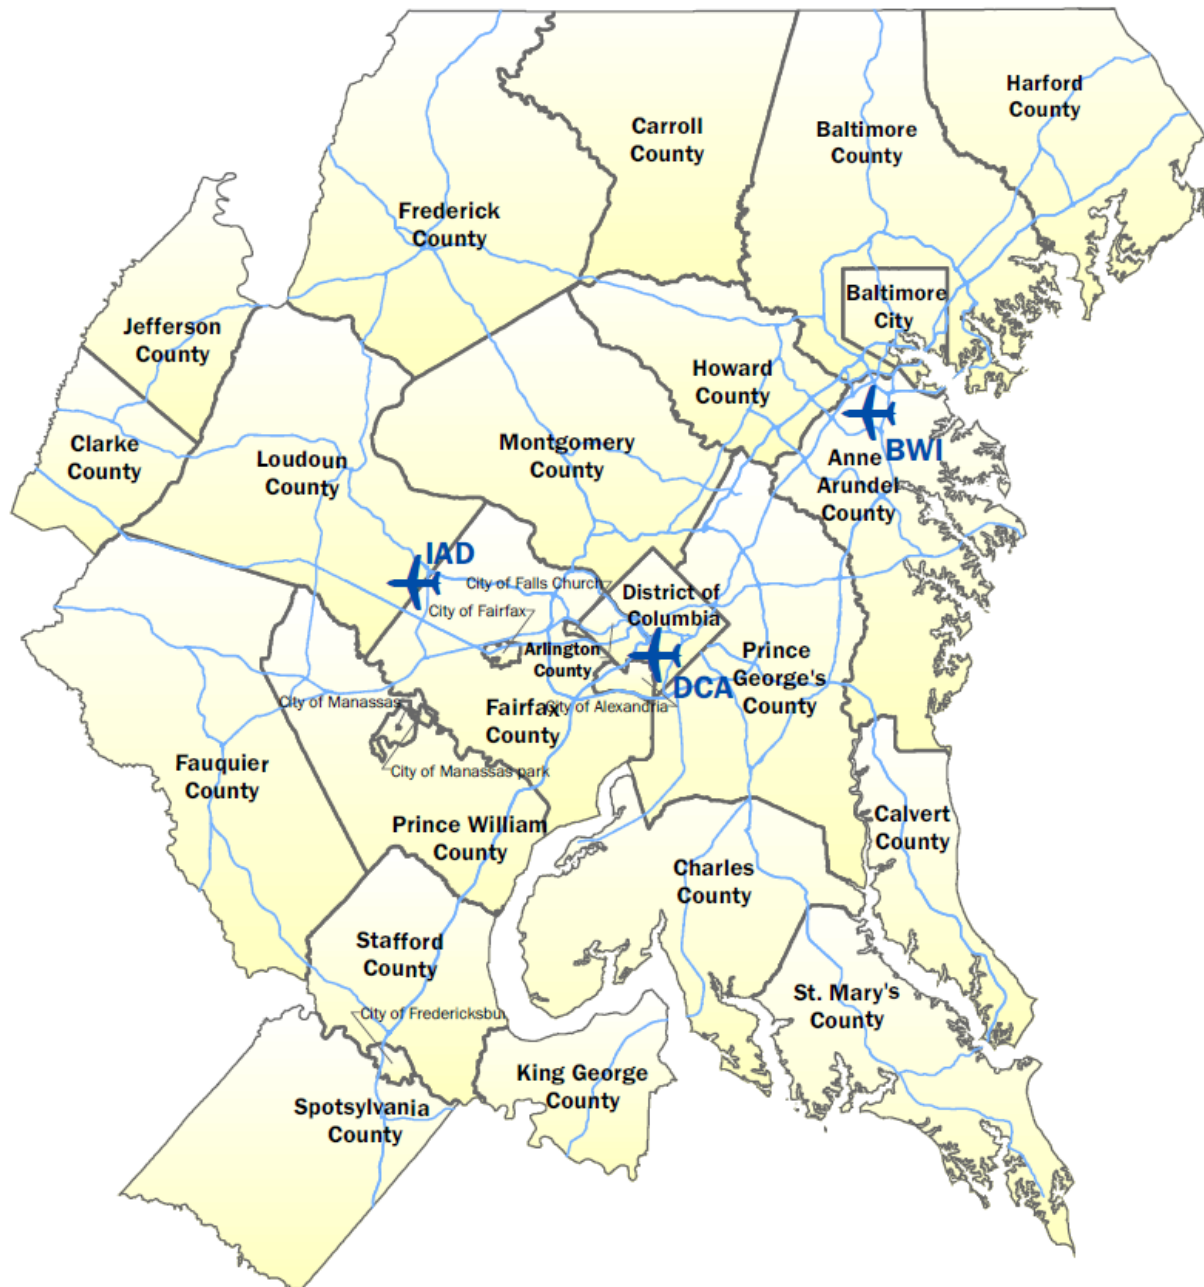 Harford
County
Carroll
County
Baltimore
County
Frederick
County
Baltimore
City
Jefferson
County
Howard
County
Clarke
County
Loudoun
County
Montgomery
County
BWI
Anne
Arundel
County
IAD
City of Falls Church
District of
Columbia
City of Fairfax
Arlington
County
Prince
George's
County
DCA
City of Alexandria
City of Manassas
Fairfax
County
City of Manassas park
Fauquier
County
Prince William
County
Calvert
County
Charles
County
Stafford
County
St. Mary's
County
City of Fredericksbur
King George
County
Spotsylvania
County